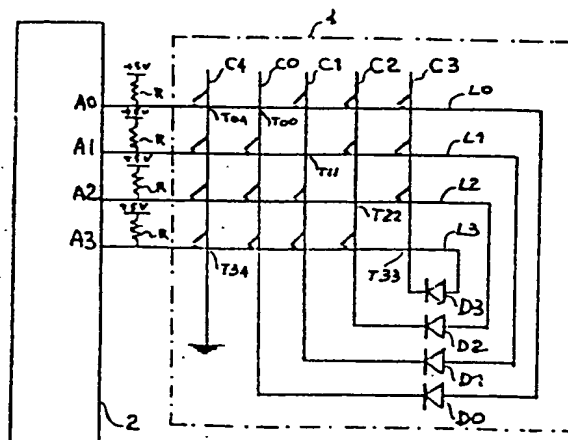 1
C4 C0 C1 C2 C3
+5V
R
A0
L0
T04 T00
+5V
R
A1
L1
T11
+5V
R
A2
L2
T22
+5V
R
A3
L3
T34
T33
D3
D2
D1
D0
2